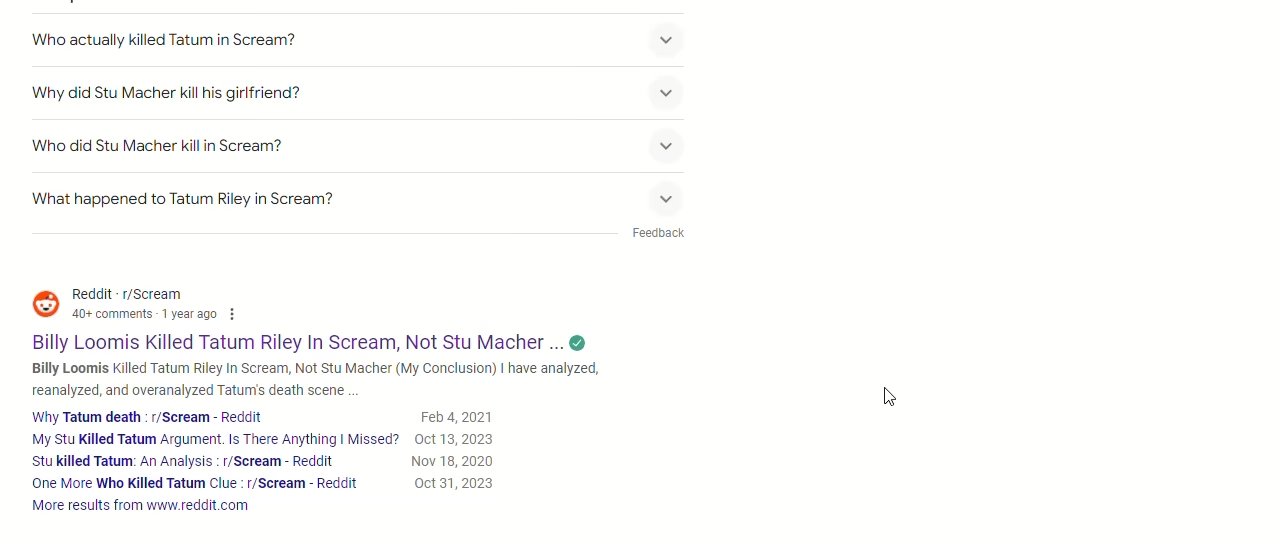 Who actually killed Tatum in Scream?
Why did Stu Macher kill his girlfriend?
Who did Stu Macher kill in Scream?
What happened to Tatum Riley in Scream?
Feedback
Reddit · r/Scream
40+ comments · 1 year ago
Billy Loomis Killed Tatum Riley In Scream, Not Stu Macher ...
Billy Loomis Killed Tatum Riley In Scream, Not Stu Macher (My Conclusion) I have analyzed,
reanalyzed, and overanalyzed Tatum's death scene ...
Why Tatum death : r/Scream - Reddit Feb 4, 2021
My Stu Killed Tatum Argument. Is There Anything I Missed? Oct 13, 2023
Stu killed Tatum: An Analysis : r/Scream - Reddit Nov 18, 2020
One More Who Killed Tatum Clue : r/Scream - Reddit Oct 31, 2023
More results from www.reddit.com